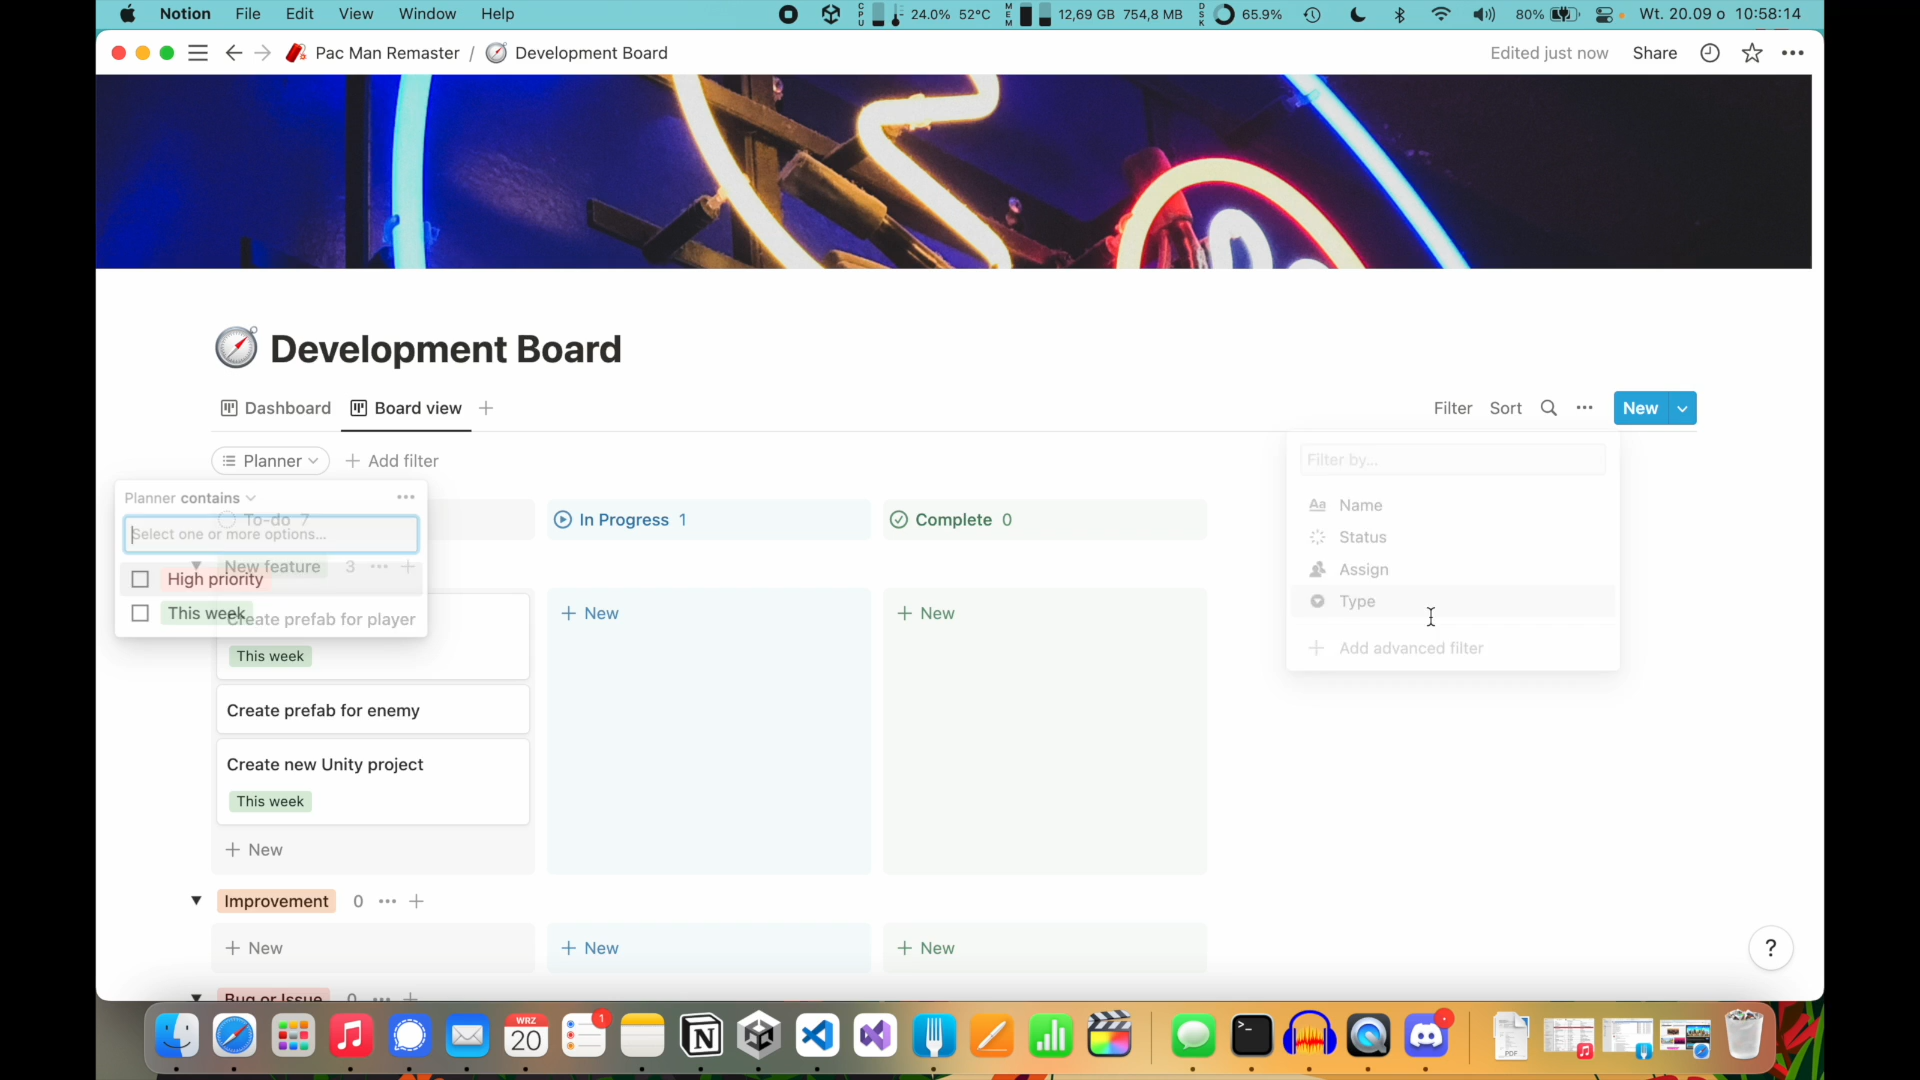 Notion File Edit View Window Help CPU 24.0% 52°C MEM 12,69 GB 754,8 MB DSK 65.9% 80% Wt. 20.09 o 10:58:14
Pac Man Remaster / Development Board Edited just now Share
Development Board
Dashboard Board view Filter Sort New
Planner Add filter
Filter by...
Planner contains
To-do 7 In Progress 1 Complete 0
Select one or more options...
Name
Status
Assign
Type
Add advanced filter
New feature 3
High priority
This week
Create prefab for player
This week
New New
Create prefab for enemy
Create new Unity project
This week
New
Improvement 0
New New New
Bug or Issue 0
?
WRZ
20
1
PDF